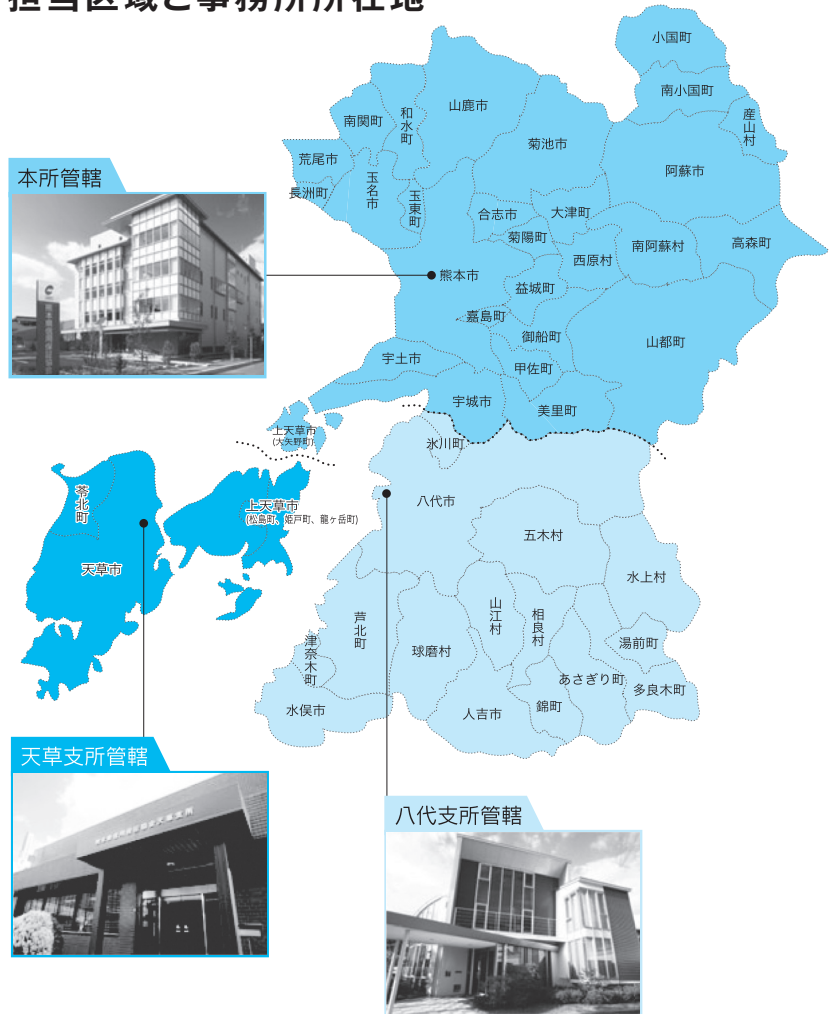 担当区域と事務所所在地
小国町
南小国町
産山村
山鹿市
和水町
南関町
菊池市
荒尾市
阿蘇市
玉名市
長洲町
玉東町
合志市
大津町
菊陽町
南阿蘇村
高森町
西原村
熊本市
益城町
嘉島町
御船町
山都町
宇土市
甲佐町
宇城市
美里町
上天草市
(大矢野町)
氷川町
八代市
苓北町
上天草市
(松島町、姫戸町、龍ヶ岳町)
天草市
五木村
水上村
山江村
相良村
芦北町
津奈木町
球磨村
湯前町
あさぎり町
多良木町
水俣市
人吉市
錦町
本所管轄
天草支所管轄
八代支所管轄